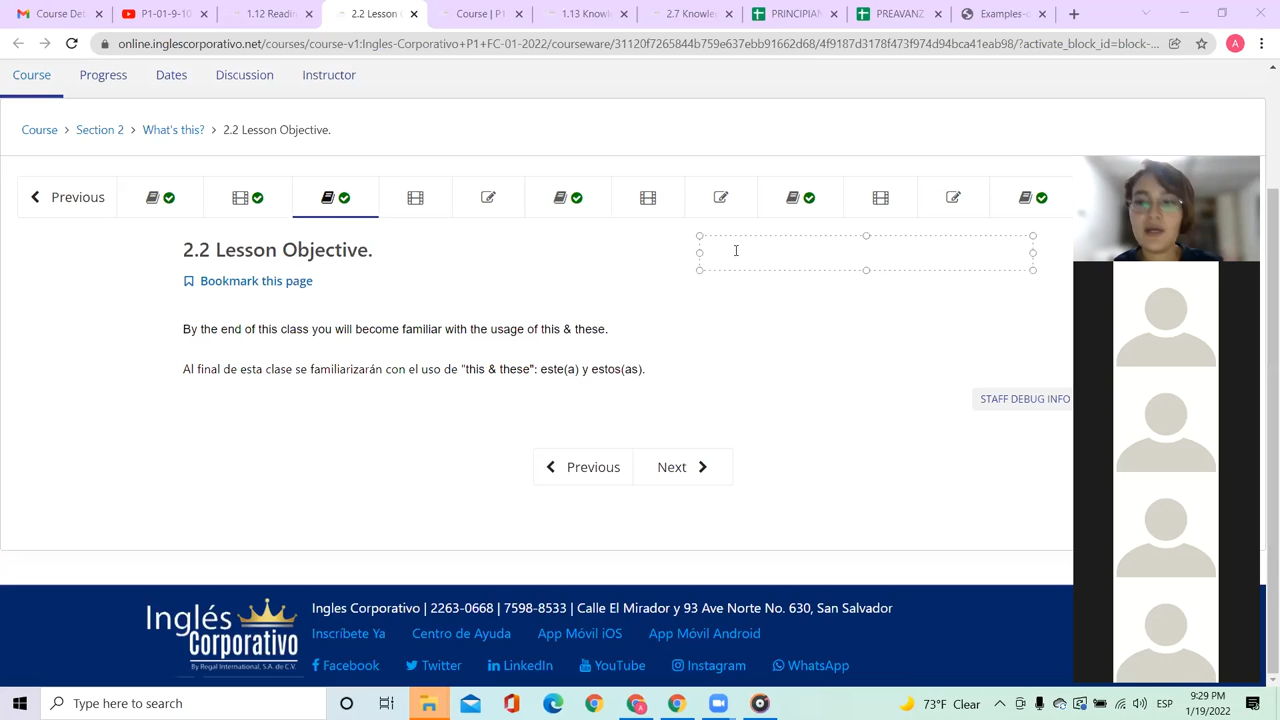 Gmail Course Det
P1-01-9-10
1.12 Readin
2.2 Lesson
Course | P1
1.13 Knowle
2.7 Knowle
PRINCIPIAN
PREAVANZ
Examples-
online.inglescorporativo.net/courses/course-v1:Ingles-Corporativo+P1+FC-01-2022/courseware/31120f7265844b759e637ebb91662d68/4f9187d3178f473f974d94bca41eab98/?activate_block_id=block-...
A
Course
Progress
Dates
Discussion
Instructor
Course > Section 2 > What's this? > 2.2 Lesson Objective.
Previous
2.2 Lesson Objective.
Bookmark this page
By the end of this class you will become familiar with the usage of this & these.
Al final de esta clase se familiarizarán con el uso de "this & these": este(a) y estos(as).
STAFF DEBUG INFO
Previous
Next
Inglés
Corporativo
By Regal International, S.A. de C.V.
Ingles Corporativo | 2263-0668 | 7598-8533 | Calle El Mirador y 93 Ave Norte No. 630, San Salvador
Inscríbete Ya
Centro de Ayuda
App Móvil iOS
App Móvil Android
Facebook
Twitter
LinkedIn
YouTube
Instagram
WhatsApp
Type here to search
73°F Clear
ESP
9:29 PM
1/19/2022